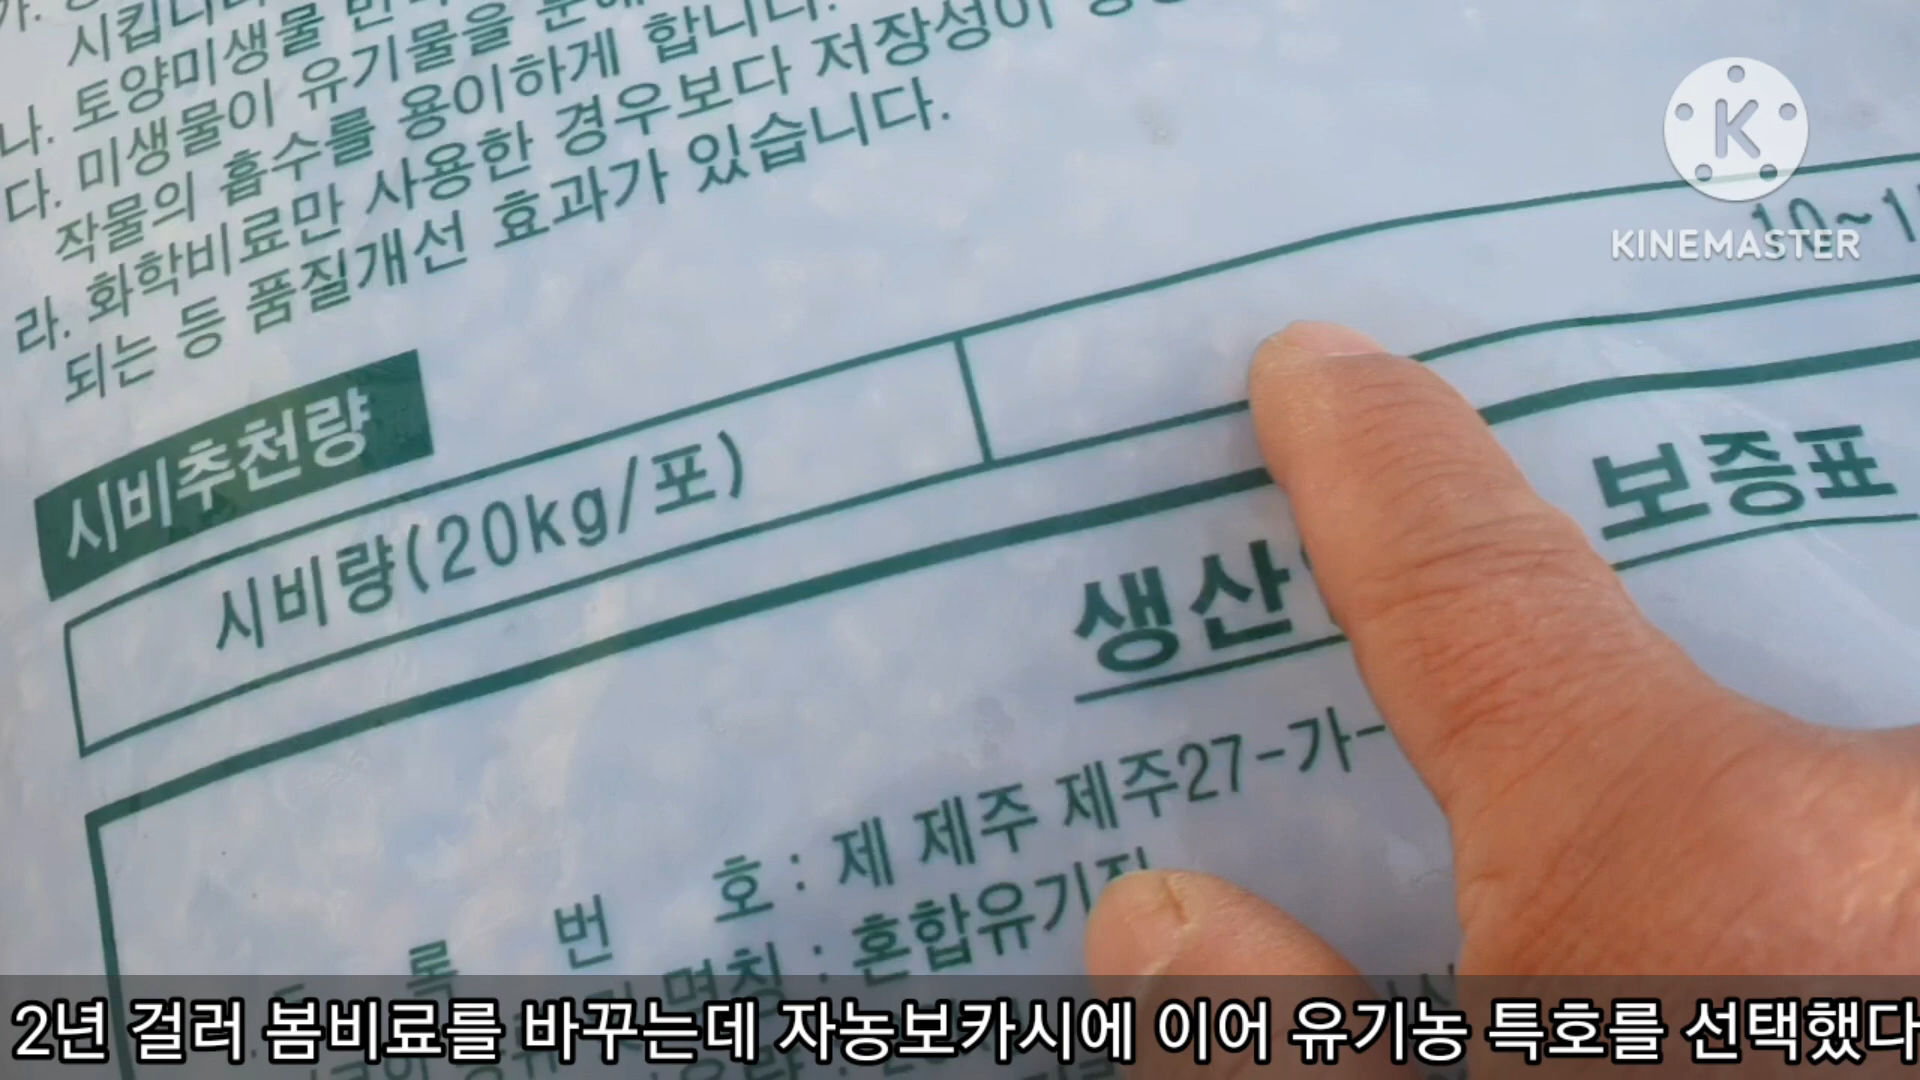 시킵니다
나. 토양미생물
다. 미생물이 유기물을
작물의 흡수를 용이하게 합니다.
라. 화학비료만 사용한 경우보다 저장성이
되는 등 품질개선 효과가 있습니다.
시비추천량
시비량(20kg/포)
10~1
생산
보증표
록 번 호 : 제 제주 제주27-가-
명칭 : 혼합유기질
K
KINEMASTER
2년 걸러 봄비료를 바꾸는데 자농보카시에 이어 유기농 특호를 선택했다